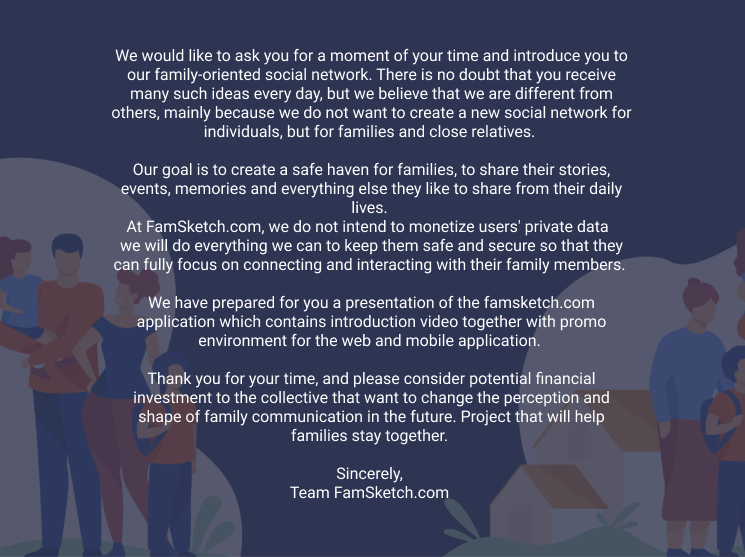 We would like to ask you for a moment of your time and introduce you to
our family-oriented social network. There is no doubt that you receive
many such ideas every day, but we believe that we are different from
others, mainly because we do not want to create a new social network for
individuals, but for families and close relatives.
Our goal is to create a safe haven for families, to share their stories,
events, memories and everything else they like to share from their daily
lives.
At FamSketch.com, we do not intend to monetize users' private data
we will do everything we can to keep them safe and secure so that they
can fully focus on connecting and interacting with their family members.
We have prepared for you a presentation of the famsketch.com
application which contains introduction video together with promo
environment for the web and mobile application.
Thank you for your time, and please consider potential financial
investment to the collective that want to change the perception and
shape of family communication in the future. Project that will help
families stay together.
Sincerely,
Team FamSketch.com